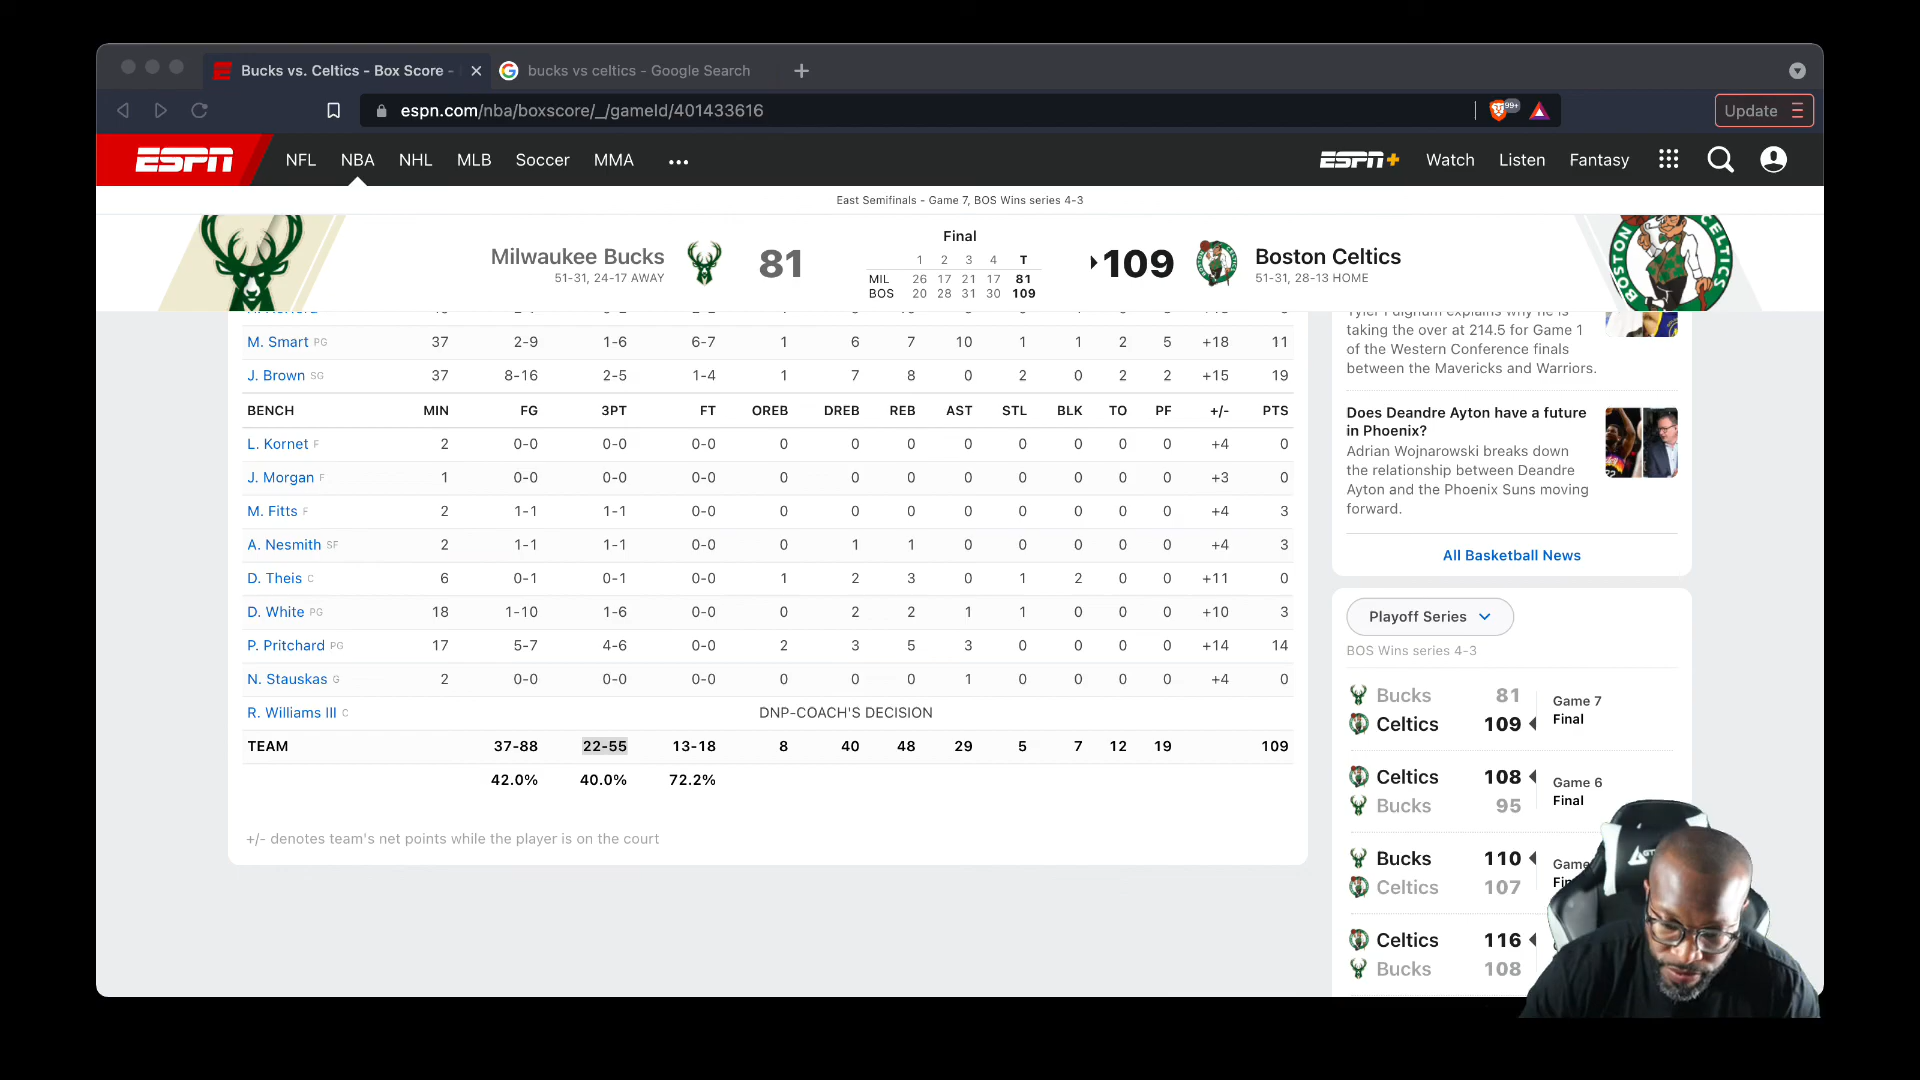 Bucks vs. Celtics - Box Score -
bucks vs celtics - Google Search
espn.com/nba/boxscore/_/gameId/401433616
99+
Update
ESPN NFL NBA NHL MLB Soccer MMA ...
ESPN+ Watch Listen Fantasy
East Semifinals - Game 7, BOS Wins series 4-3
Milwaukee Bucks
51-31, 24-17 AWAY
81
Final
1 2 3 4 T
MIL 26 17 21 17 81
BOS 20 28 31 30 109
109
Boston Celtics
51-31, 28-13 HOME
CELTICS
BOSTON
M. Smart PG 37 2-9 1-6 6-7 1 6 7 10 1 1 2 5 +18 11
J. Brown SG 37 8-16 2-5 1-4 1 7 8 0 2 0 2 2 +15 19
BENCH MIN FG 3PT FT OREB DREB REB AST STL BLK TO PF +/- PTS
L. Kornet F 2 0-0 0-0 0-0 0 0 0 0 0 0 0 0 +4 0
J. Morgan F 1 0-0 0-0 0-0 0 0 0 0 0 0 0 0 +3 0
M. Fitts F 2 1-1 1-1 0-0 0 0 0 0 0 0 0 0 +4 3
A. Nesmith SF 2 1-1 1-1 0-0 0 1 1 0 0 0 0 0 +4 3
D. Theis C 6 0-1 0-1 0-0 1 2 3 0 1 2 0 0 +11 0
D. White PG 18 1-10 1-6 0-0 0 2 2 1 1 0 0 0 +10 3
P. Pritchard PG 17 5-7 4-6 0-0 2 3 5 3 0 0 0 0 +14 14
N. Stauskas G 2 0-0 0-0 0-0 0 0 0 1 0 0 0 0 +4 0
R. Williams III C DNP-COACH'S DECISION
TEAM 37-88 22-55 13-18 8 40 48 29 5 7 12 19 109
42.0% 40.0% 72.2%
+/- denotes team's net points while the player is on the court
Tyler Fulghum explains why he is
taking the over at 214.5 for Game 1
of the Western Conference finals
between the Mavericks and Warriors.
Does Deandre Ayton have a future
in Phoenix?
Adrian Wojnarowski breaks down
the relationship between Deandre
Ayton and the Phoenix Suns moving
forward.
All Basketball News
Playoff Series
BOS Wins series 4-3
Bucks 81
Celtics 109
Game 7
Final
Celtics 108
Bucks 95
Game 6
Final
Bucks 110
Celtics 107
Game
Celtics 116
Bucks 108